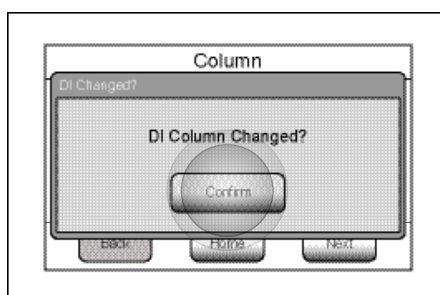 Column
DI Changed?
DI Column Changed?
Confirm
Back Home Next